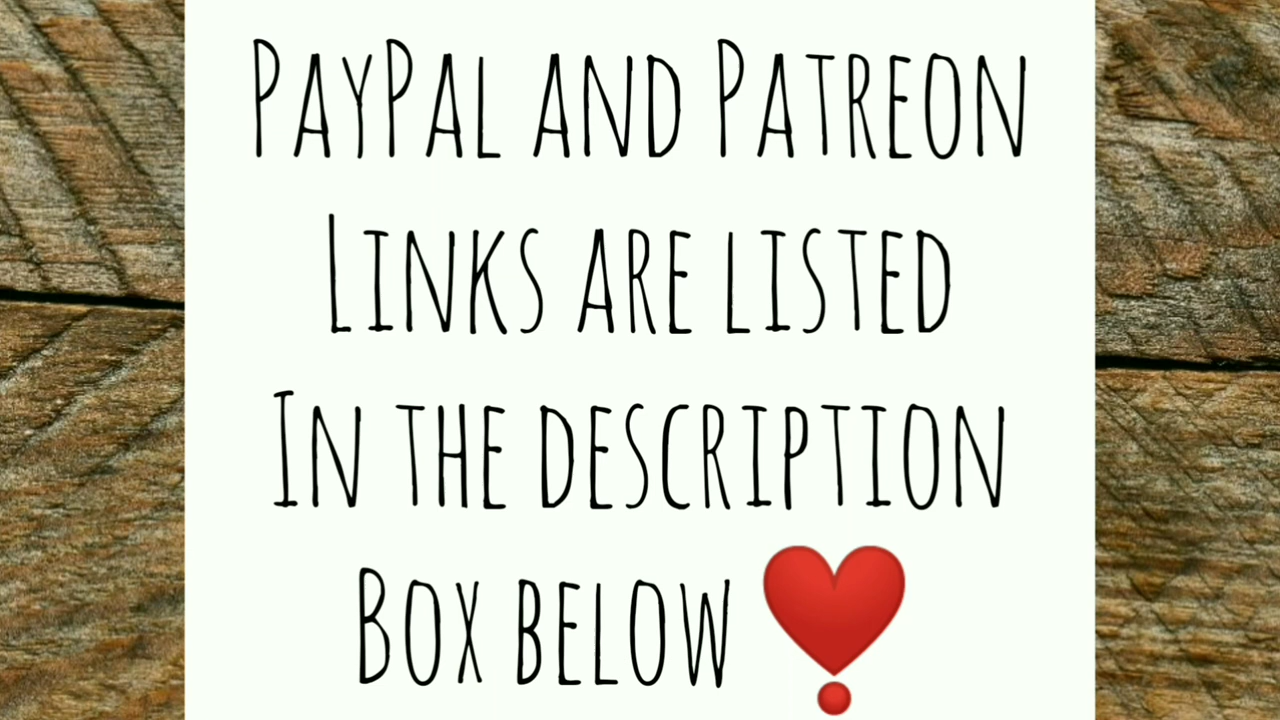 PayPal and Patreon
Links are listed
In the description
Box below ❣️